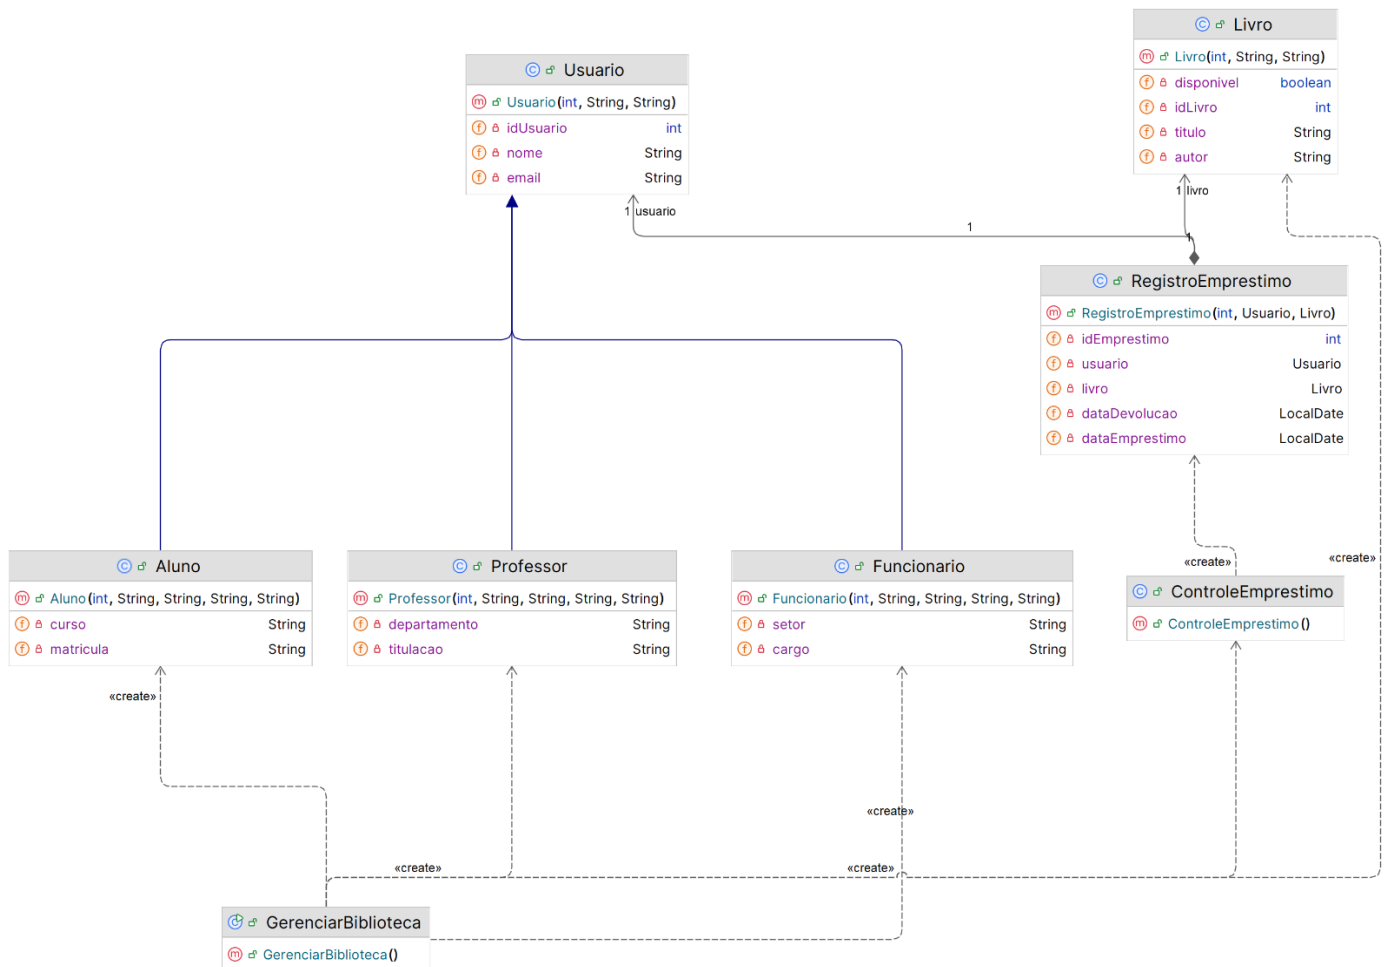 Livro
Livro(int, String, String)
disponivel boolean
idLivro int
titulo String
autor String
Usuario
Usuario(int, String, String)
idUsuario int
nome String
email String
1 usuario
1 livro
1
1
RegistroEmprestimo
RegistroEmprestimo(int, Usuario, Livro)
idEmprestimo int
usuario Usuario
livro Livro
dataDevolucao LocalDate
dataEmprestimo LocalDate
Aluno
Aluno(int, String, String, String, String)
curso String
matricula String
Professor
Professor(int, String, String, String, String)
departamento String
titulacao String
Funcionario
Funcionario(int, String, String, String, String)
setor String
cargo String
«create»
«create»
ControleEmprestimo
ControleEmprestimo()
«create»
«create»
«create»
«create»
GerenciarBiblioteca
GerenciarBiblioteca()